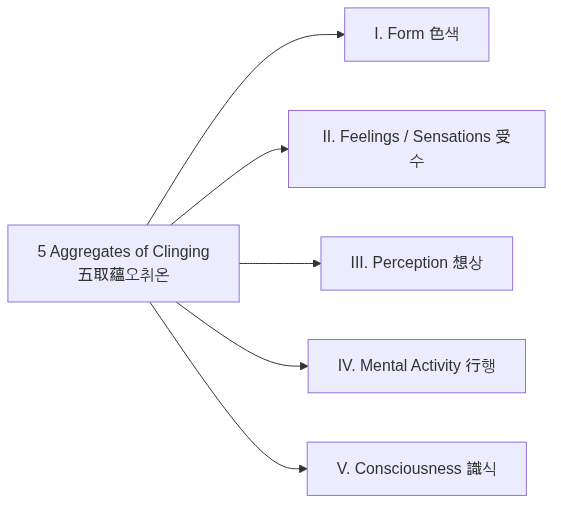 I. Form 色색
II. Feelings / Sensations 受
수
5 Aggregates of Clinging
五取蘊오취온
III. Perception 想상
IV. Mental Activity 行행
V. Consciousness 識식